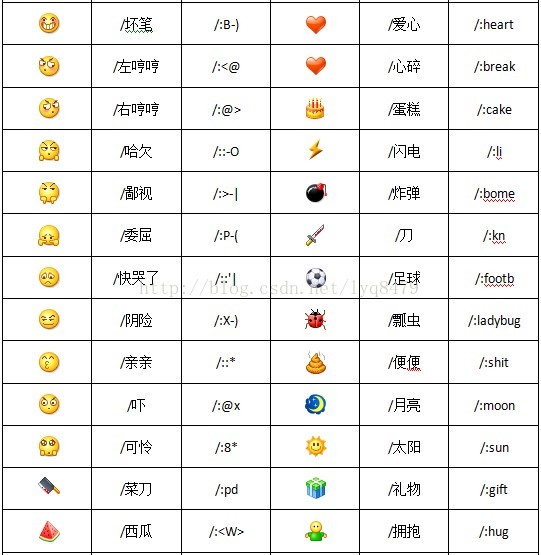 /坏笔 /:B-) /爱心 /:heart
/左哼哼 /:<@ /心碎 /:break
/右哼哼 /:@> /蛋糕 /:cake
/哈欠 /::-O /闪电 /:li
/鄙视 /:>-| /炸弹 /:bome
/委屈 /:P-( /刀 /:kn
/快哭了 /::'| /足球 /:footb
http://blog.csdn.net/lyq8479
/阴险 /:X-) /瓢虫 /:ladybug
/亲亲 /::* /便便 /:shit
/吓 /:@x /月亮 /:moon
/可怜 /:8* /太阳 /:sun
/菜刀 /:pd /礼物 /:gift
/西瓜 /:<W> /拥抱 /:hug